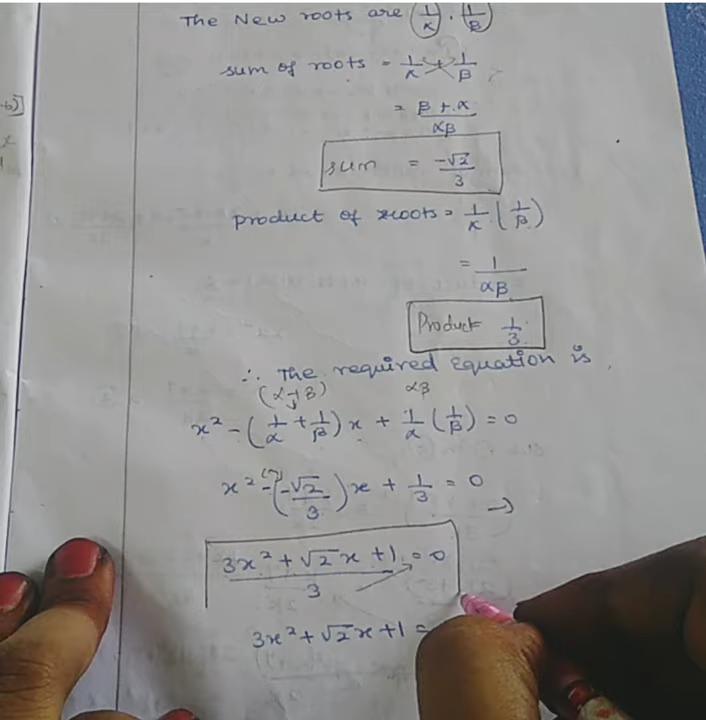 The New roots are (1/α) . (1/β)
sum of roots = 1/α + 1/β
= β + α / αβ
sum = -√2/3
product of roots = 1/α (1/β)
= 1/αβ
Product = 1/3
∴ The required Equation is.
(α+β) αβ
x² - (1/α + 1/β) x + 1/α (1/β) = 0
x² - (-√2/3) x + 1/3 = 0 →
3x² + √2 x + 1 / 3 = 0
3x² + √2 x + 1 =